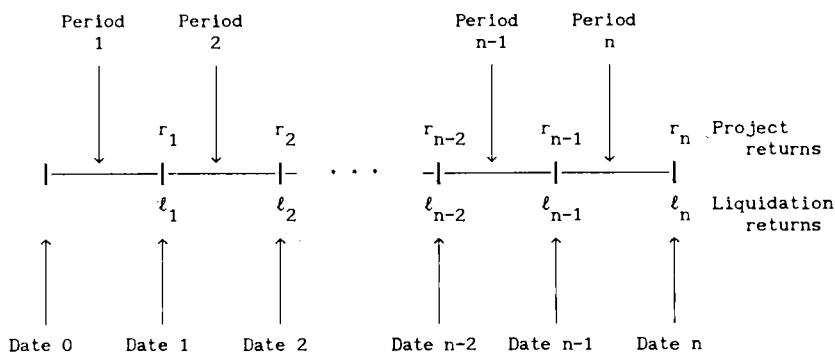 Period 1 Period 2 Period n-1 Period n
r₁ r₂ rₙ₋₂ rₙ₋₁ rₙ Project returns
. . .
ℓ₁ ℓ₂ ℓₙ₋₂ ℓₙ₋₁ ℓₙ Liquidation returns
Date 0 Date 1 Date 2 Date n-2 Date n-1 Date n